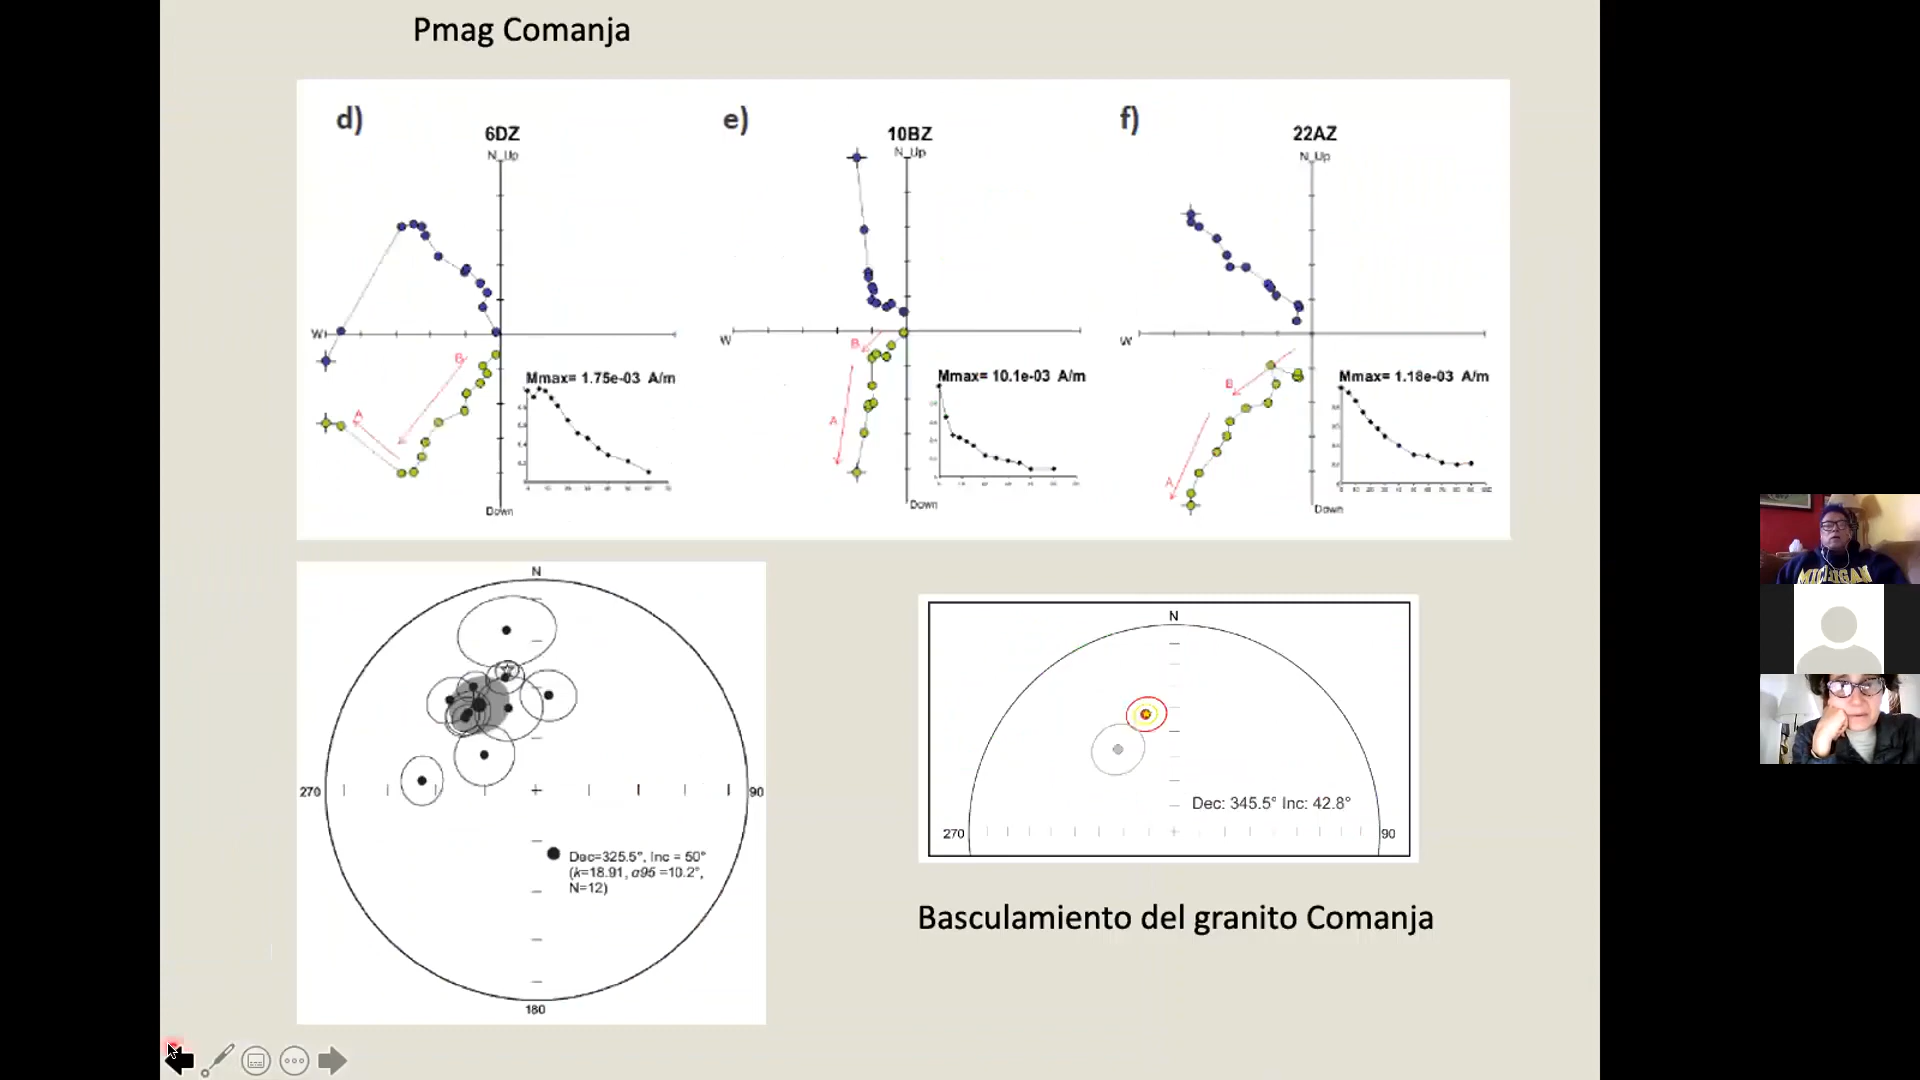 Pmag Comanja
d)
6DZ
N_Up
W
B
A
Mmax= 1.75e-03 A/m
Down
e)
10BZ
N_Up
W
B
A
Mmax= 10.1e-03 A/m
Down
f)
22AZ
N_Up
W
B
A
Mmax= 1.18e-03 A/m
Down
N
270
90
Dec=325.5°, Inc = 50°
(k=18.91, α95 =10.2°,
N=12)
180
N
Dec: 345.5° Inc: 42.8°
270
90
Basculamiento del granito Comanja
MICHIGAN